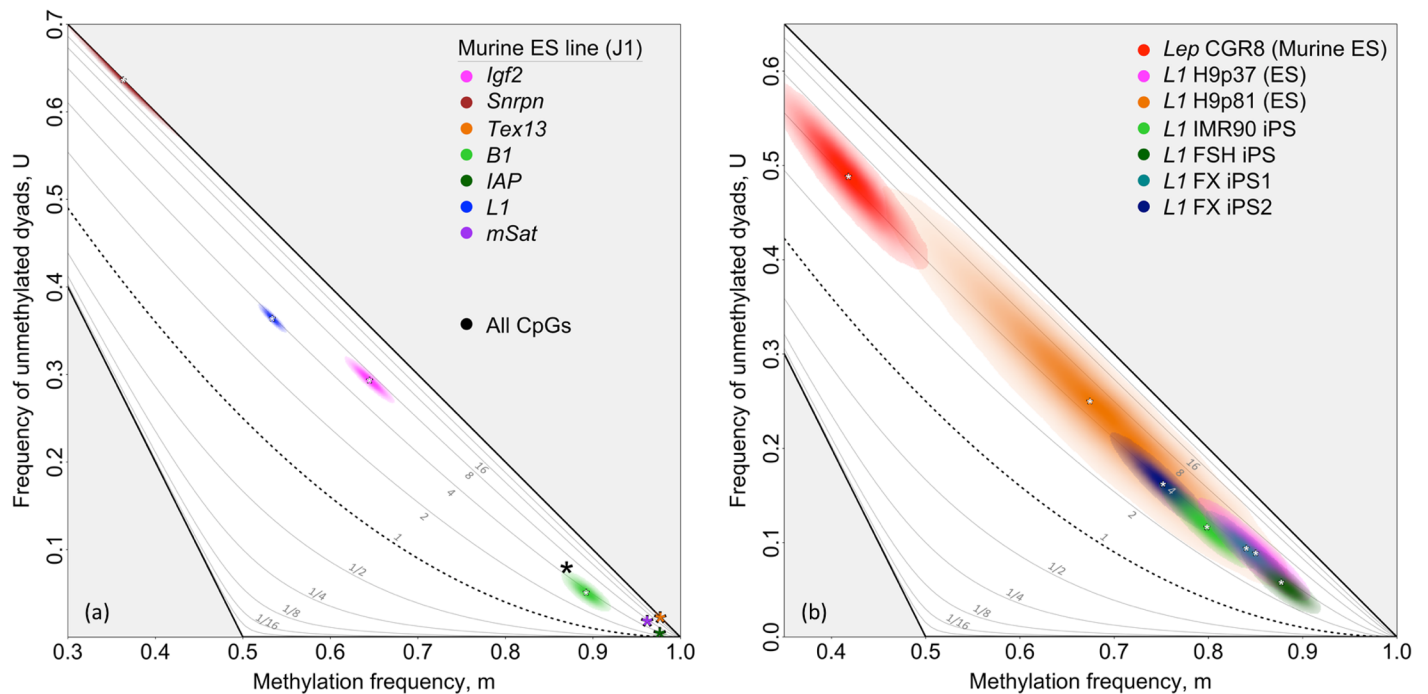 Murine ES line (J1)
Igf2
Snrpn
Tex13
B1
IAP
L1
mSat
All CpGs
0.7
0.6
0.5
0.4
0.3
0.2
0.1
Frequency of unmethylated dyads, U
16
8
4
2
1
1/2
1/4
1/8
1/16
(a)
0.3 0.4 0.5 0.6 0.7 0.8 0.9 1.0
Methylation frequency, m
Lep CGR8 (Murine ES)
L1 H9p37 (ES)
L1 H9p81 (ES)
L1 IMR90 iPS
L1 FSH iPS
L1 FX iPS1
L1 FX iPS2
0.6
0.5
0.4
0.3
0.2
0.1
0.0
Frequency of unmethylated dyads, U
16
8
4
2
1
1/2
1/4
1/8
1/16
(b)
0.4 0.5 0.6 0.7 0.8 0.9 1.0
Methylation frequency, m